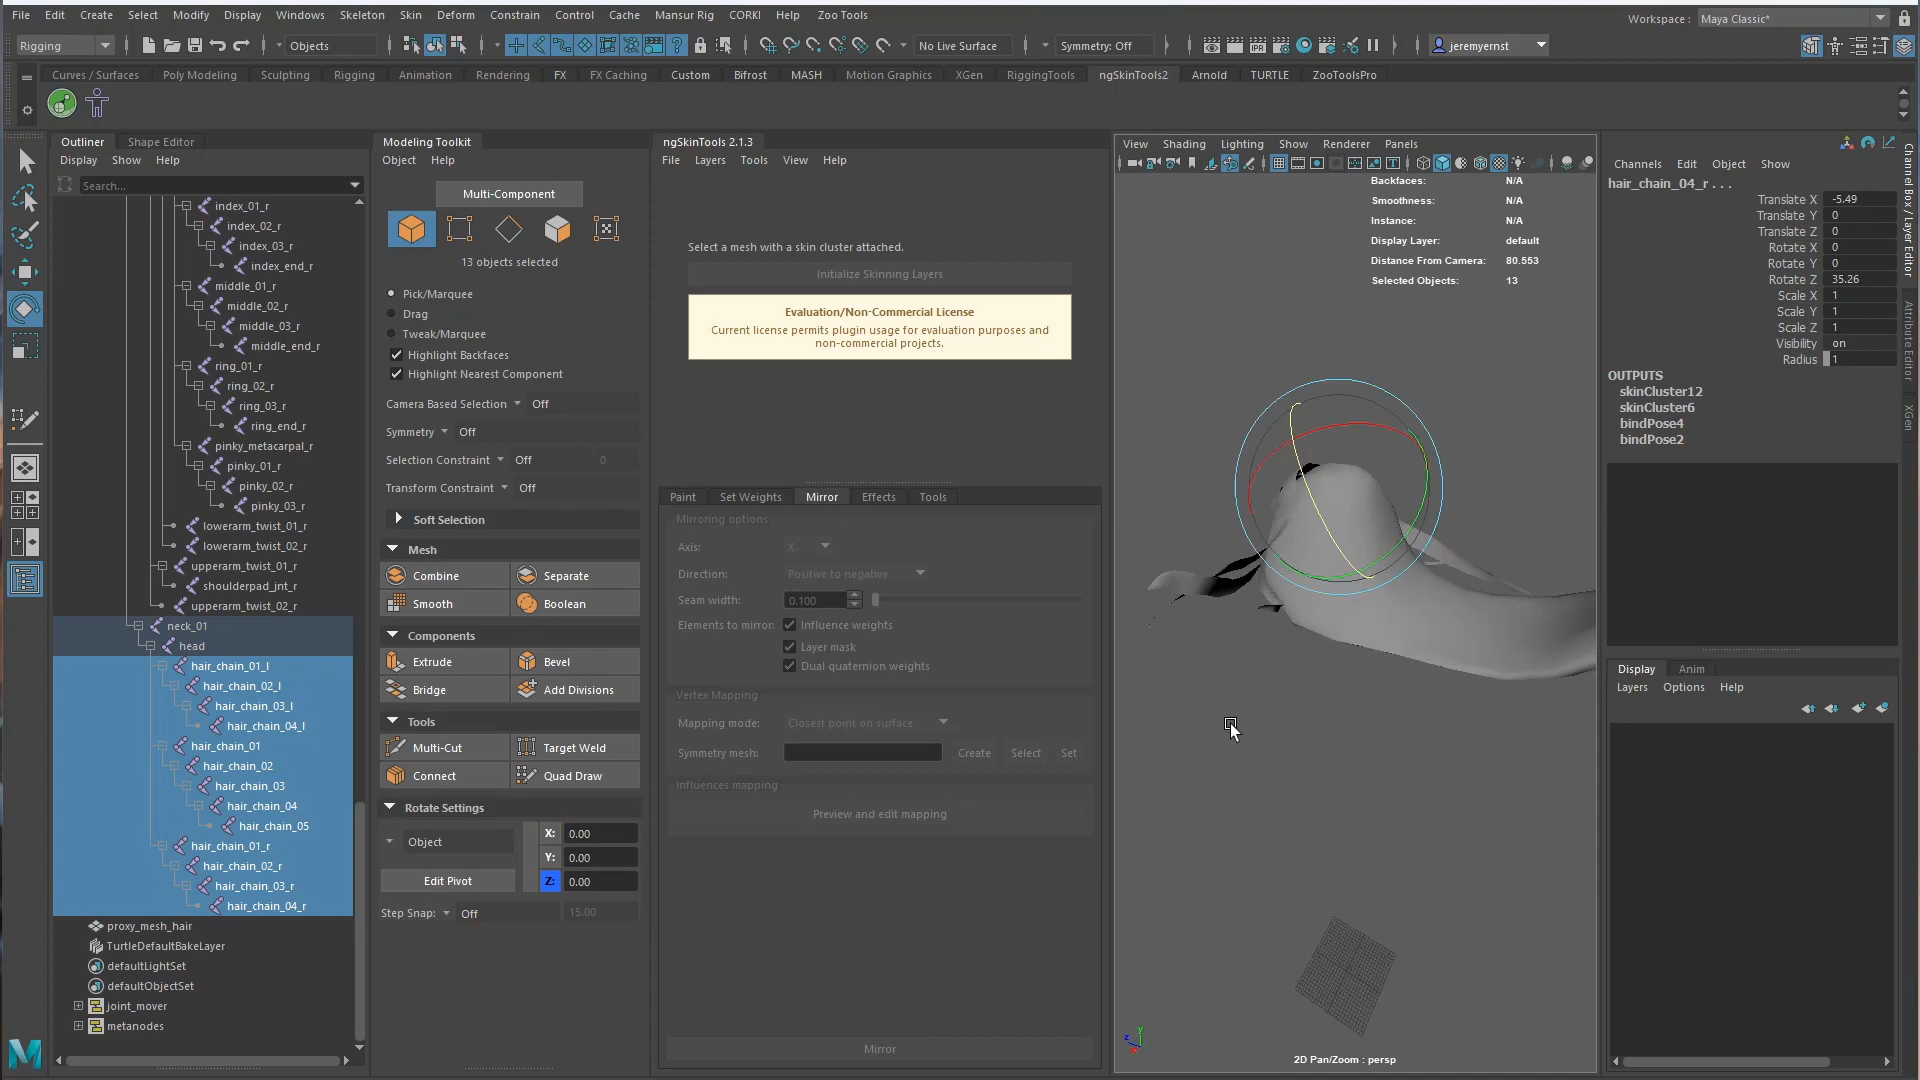 File Edit Create Select Modify Display Windows Skeleton Skin Deform Constrain Control Cache Mansur Rig CORKI Help Zoo Tools
Workspace : Maya Classic*
Rigging Objects No Live Surface Symmetry: Off jeremyernst
Curves / Surfaces Poly Modeling Sculpting Rigging Animation Rendering FX FX Caching Custom Bifrost MASH Motion Graphics XGen RiggingTools ngSkinTools2 Arnold TURTLE ZooToolsPro
Outliner Shape Editor
Display Show Help
Search...
index_01_r
index_02_r
index_03_r
index_end_r
middle_01_r
middle_02_r
middle_03_r
middle_end_r
ring_01_r
ring_02_r
ring_03_r
ring_end_r
pinky_metacarpal_r
pinky_01_r
pinky_02_r
pinky_03_r
lowerarm_twist_01_r
lowerarm_twist_02_r
upperarm_twist_01_r
shoulderpad_jnt_r
upperarm_twist_02_r
neck_01
head
hair_chain_01_l
hair_chain_02_l
hair_chain_03_l
hair_chain_04_l
hair_chain_01
hair_chain_02
hair_chain_03
hair_chain_04
hair_chain_05
hair_chain_01_r
hair_chain_02_r
hair_chain_03_r
hair_chain_04_r
proxy_mesh_hair
TurtleDefaultBakeLayer
defaultLightSet
defaultObjectSet
joint_mover
metanodes
Modeling Toolkit
Object Help
Multi-Component
13 objects selected
Pick/Marquee
Drag
Tweak/Marquee
Highlight Backfaces
Highlight Nearest Component
Camera Based Selection Off
Symmetry Off
Selection Constraint Off 0
Transform Constraint Off
Soft Selection
Mesh
Combine Separate
Smooth Boolean
Components
Extrude Bevel
Bridge Add Divisions
Tools
Multi-Cut Target Weld
Connect Quad Draw
Rotate Settings
Object X: 0.00
Y: 0.00
Edit Pivot Z: 0.00
Step Snap: Off 15.00
ngSkinTools 2.1.3
File Layers Tools View Help
Select a mesh with a skin cluster attached.
Initialize Skinning Layers
Evaluation/Non-Commercial License
Current license permits plugin usage for evaluation purposes and
non-commercial projects.
Paint Set Weights Mirror Effects Tools
Mirroring options
Axis: X
Direction: Positive to negative
Seam width: 0.100
Elements to mirror: Influence weights
Layer mask
Dual quaternion weights
Vertex Mapping
Mapping mode: Closest point on surface
Symmetry mesh: Create Select Set
Influences mapping
Preview and edit mapping
Mirror
View Shading Lighting Show Renderer Panels
Backfaces: N/A
Smoothness: N/A
Instance: N/A
Display Layer: default
Distance From Camera: 80.553
Selected Objects: 13
2D Pan/Zoom : persp
Channels Edit Object Show
hair_chain_04_r . . .
Translate X -5.49
Translate Y 0
Translate Z 0
Rotate X 0
Rotate Y 0
Rotate Z 35.26
Scale X 1
Scale Y 1
Scale Z 1
Visibility on
Radius 1
OUTPUTS
skinCluster12
skinCluster6
bindPose4
bindPose2
Display Anim
Layers Options Help
Channel Box / Layer Editor
Attribute Editor
XGen